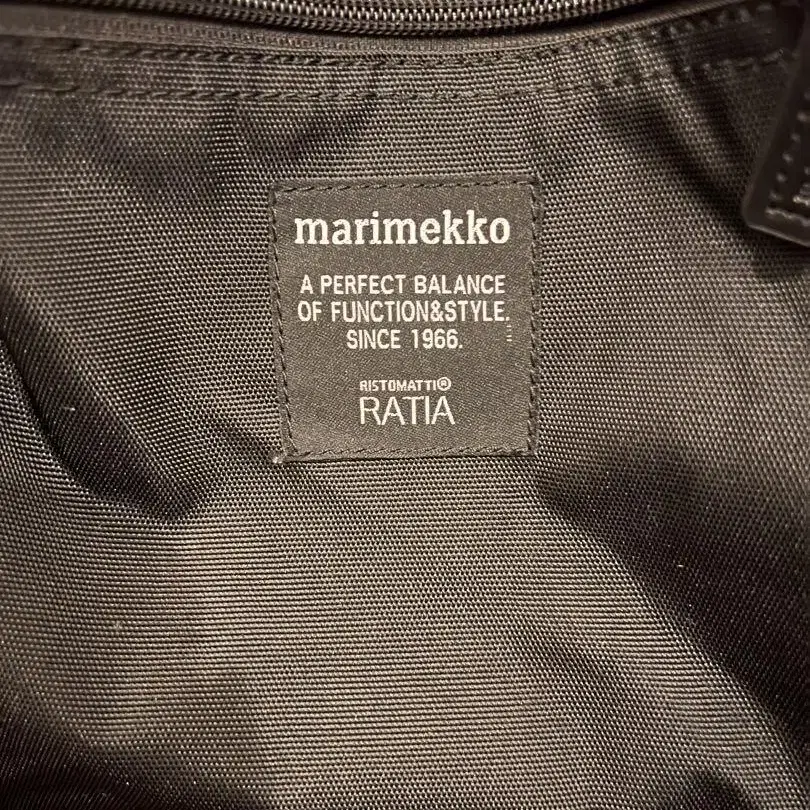 marimekko
A PERFECT BALANCE
OF FUNCTION&STYLE.
SINCE 1966.
RISTOMATTI®
RATIA